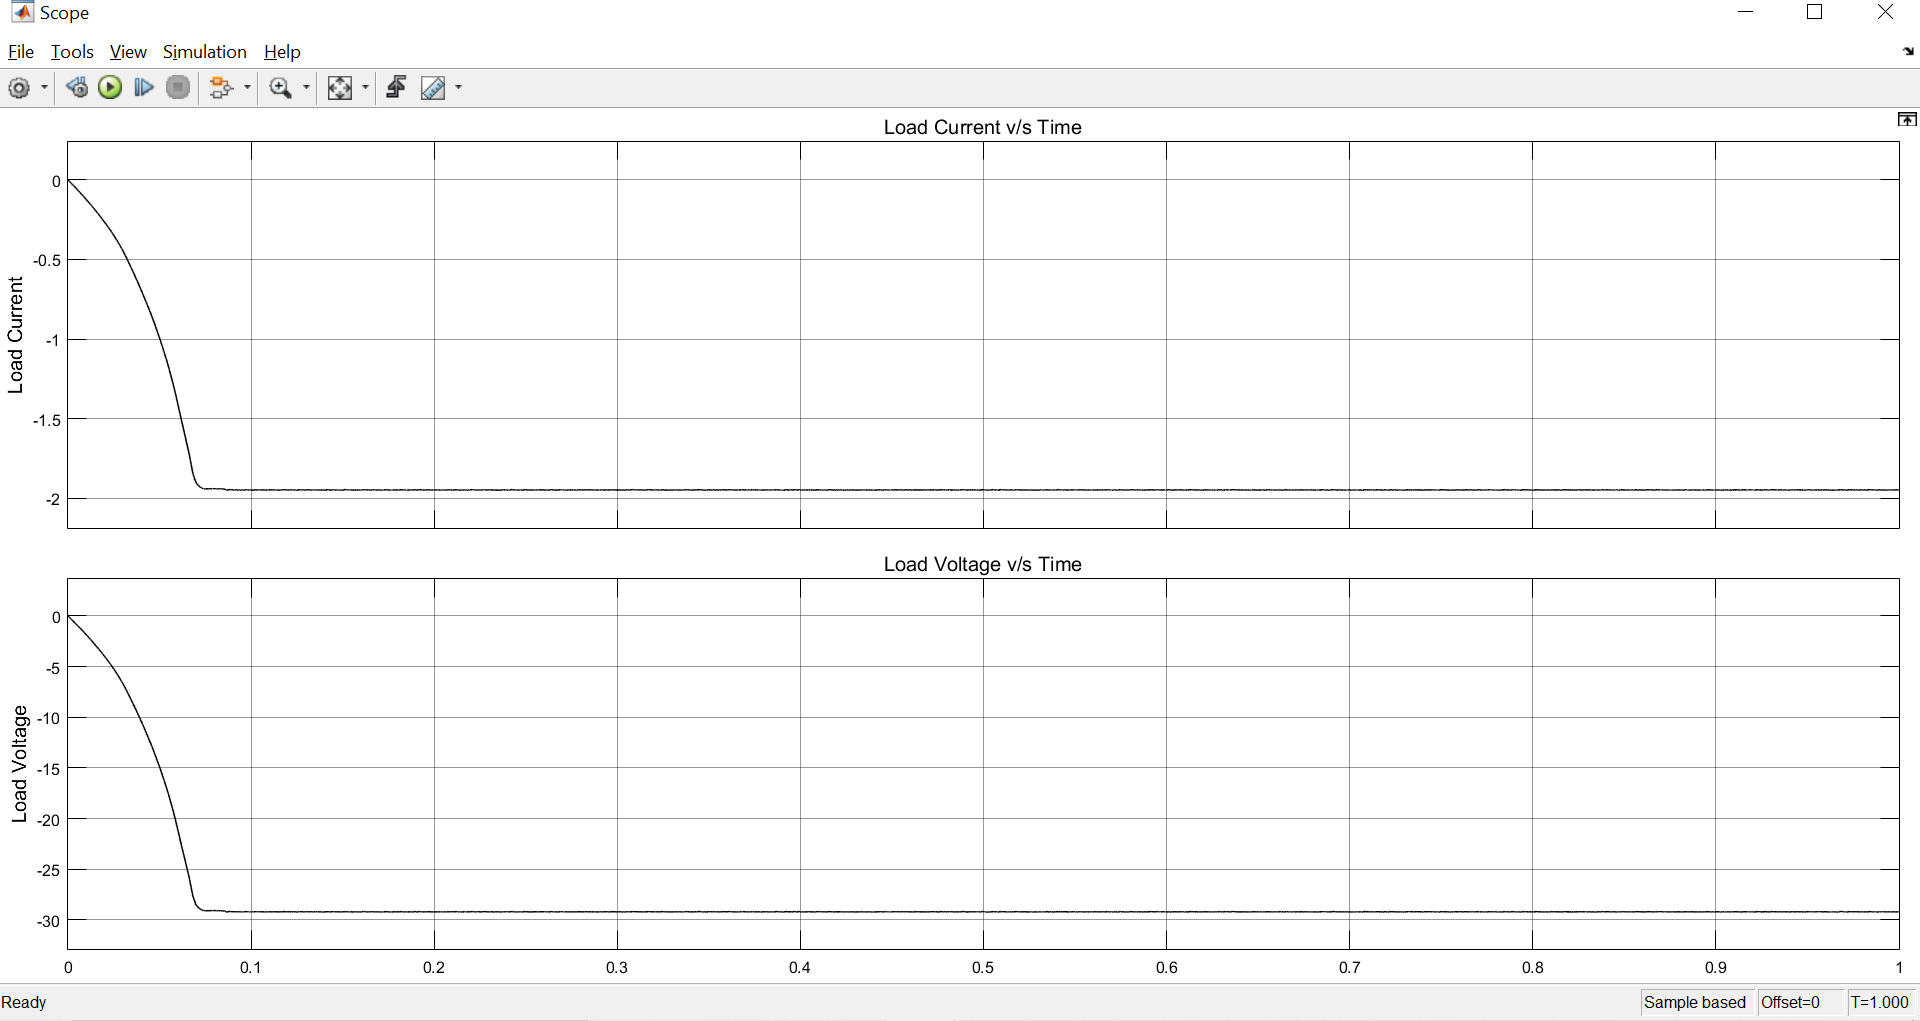 Scope
File Tools View Simulation Help
Load Current v/s Time
Load Current
0
-0.5
-1
-1.5
-2
Load Voltage v/s Time
Load Voltage
0
-5
-10
-15
-20
-25
-30
0 0.1 0.2 0.3 0.4 0.5 0.6 0.7 0.8 0.9 1
Ready Sample based Offset=0 T=1.000